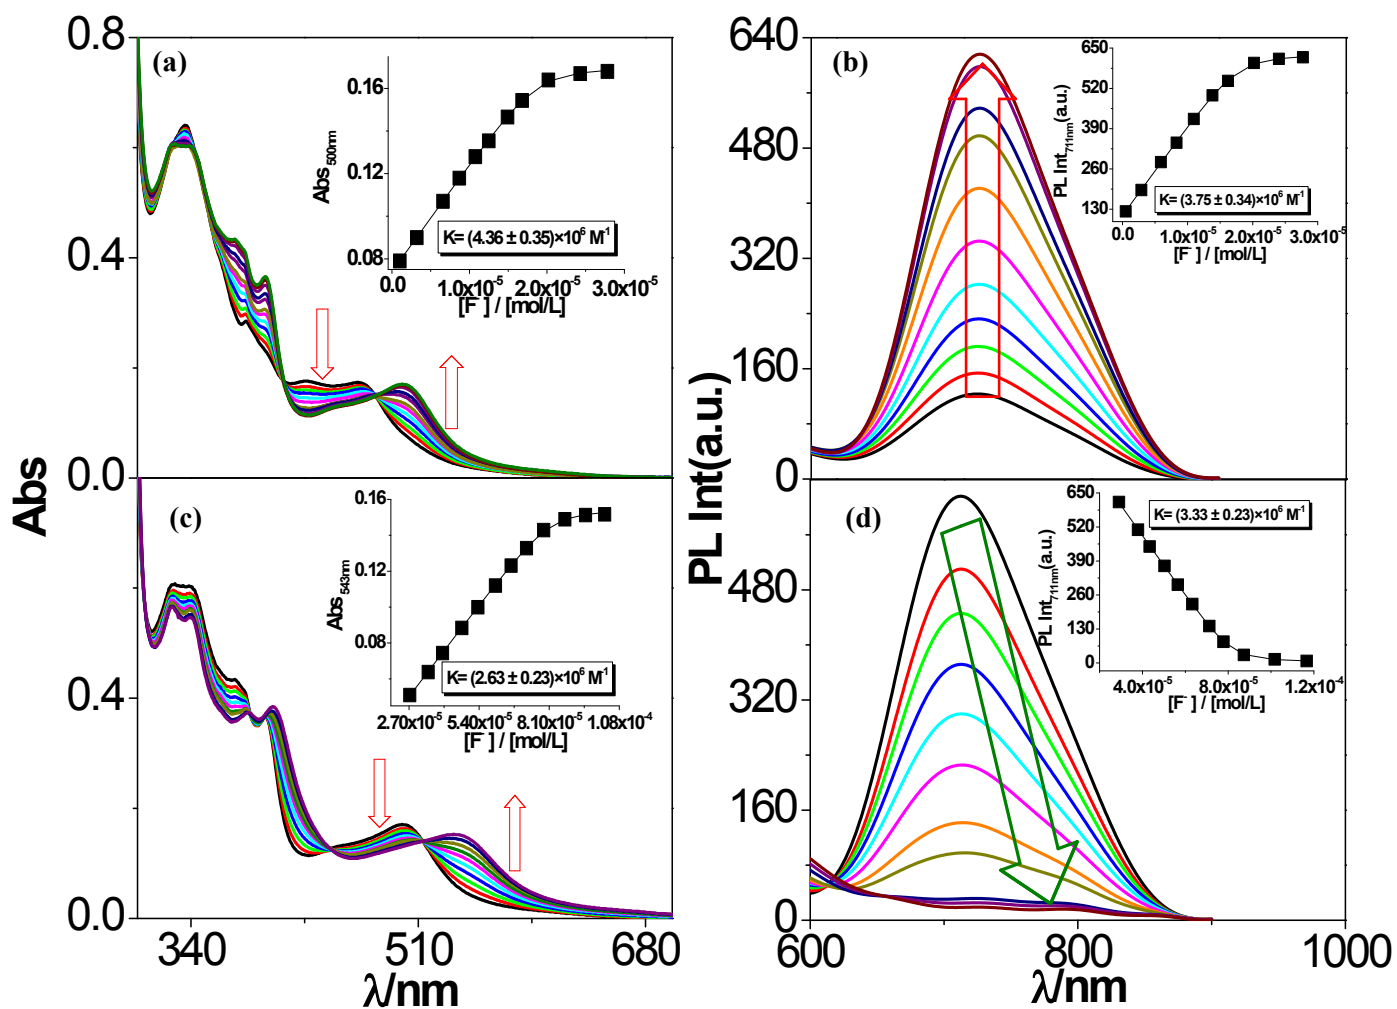 (a)
0.8
0.4
0.0
Abs 500nm
0.16
0.12
0.08
K= (4.36 ± 0.35)×10⁶ M⁻¹
0.0 1.0x10⁻⁵ 2.0x10⁻⁵ 3.0x10⁻⁵
[F⁻] / [mol/L]
(b)
640
480
320
160
0
PL Int711nm(a.u.)
650
520
390
260
130
K= (3.75 ± 0.34)×10⁶ M⁻¹
0.0 1.0x10⁻⁵ 2.0x10⁻⁵ 3.0x10⁻⁵
[F⁻] / [mol/L]
Abs
PL Int(a.u.)
(c)
0.4
0.0
Abs 543nm
0.16
0.12
0.08
K= (2.63 ± 0.23)×10⁶ M⁻¹
2.70x10⁻⁵ 5.40x10⁻⁵ 8.10x10⁻⁵ 1.08x10⁻⁴
[F⁻] / [mol/L]
340 510 680
λ/nm
(d)
480
320
160
0
PL Int711nm(a.u.)
650
520
390
260
130
0
K= (3.33 ± 0.23)×10⁶ M⁻¹
4.0x10⁻⁵ 8.0x10⁻⁵ 1.2x10⁻⁴
[F⁻] / [mol/L]
600 800 1000
λ/nm